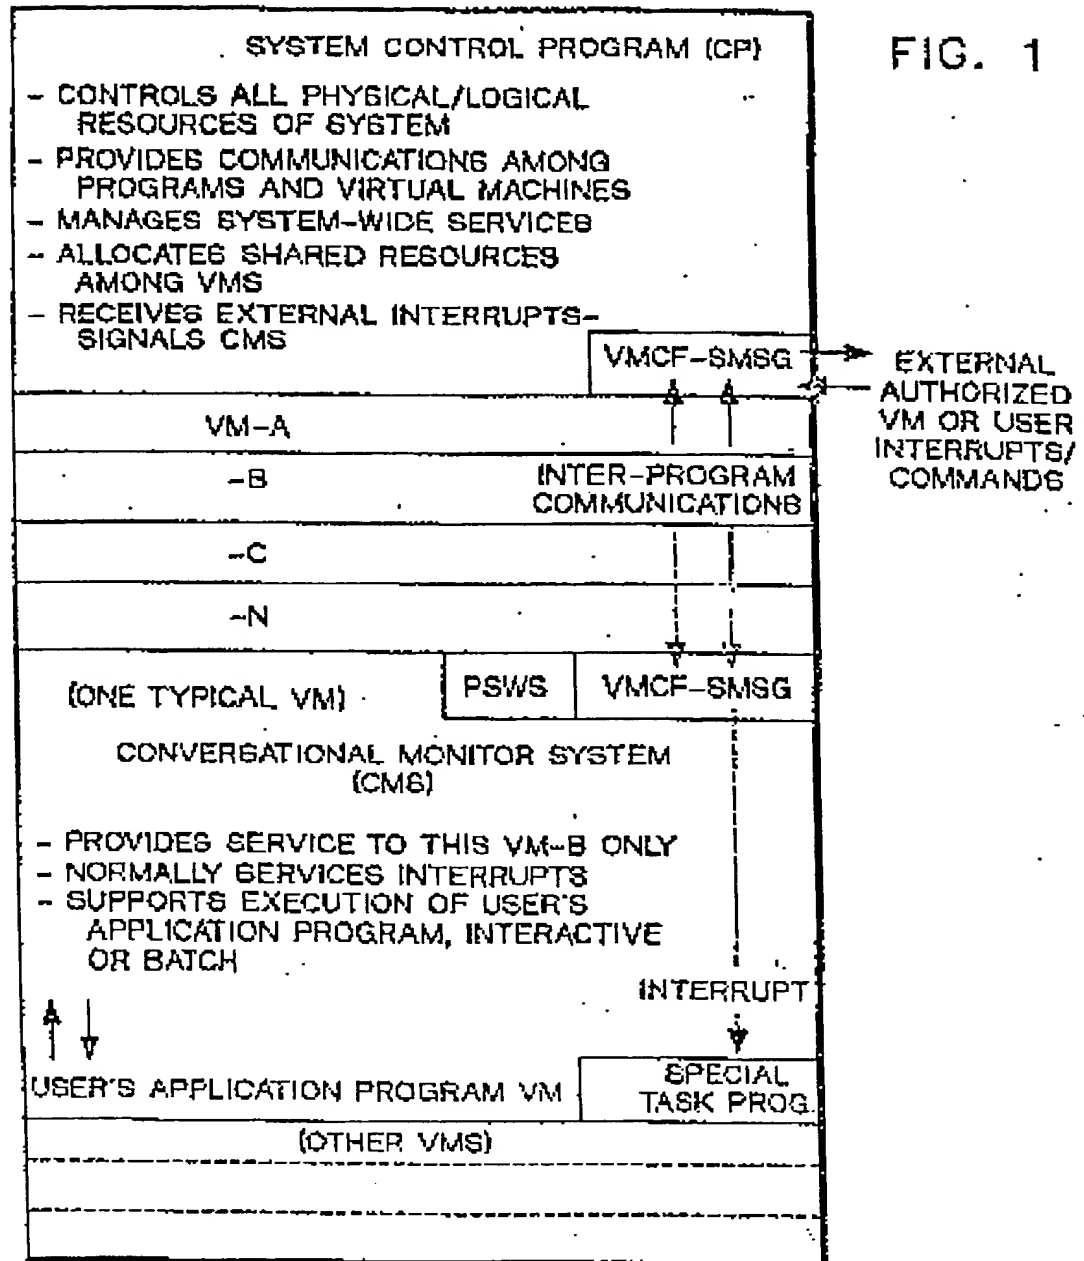 FIG. 1
SYSTEM CONTROL PROGRAM (CP)
- CONTROLS ALL PHYSICAL/LOGICAL
RESOURCES OF SYSTEM
- PROVIDES COMMUNICATIONS AMONG
PROGRAMS AND VIRTUAL MACHINES
- MANAGES SYSTEM-WIDE SERVICES
- ALLOCATES SHARED RESOURCES
AMONG VMS
- RECEIVES EXTERNAL INTERRUPTS-
SIGNALS CMS
VMCF-SMSG
EXTERNAL
AUTHORIZED
VM OR USER
INTERRUPTS/
COMMANDS
VM-A
-B
INTER-PROGRAM
COMMUNICATIONS
-C
-N
(ONE TYPICAL VM)
PSWS
VMCF-SMSG
CONVERSATIONAL MONITOR SYSTEM
(CMS)
- PROVIDES SERVICE TO THIS VM-B ONLY
- NORMALLY SERVICES INTERRUPTS
- SUPPORTS EXECUTION OF USER'S
APPLICATION PROGRAM, INTERACTIVE
OR BATCH
INTERRUPT
USER'S APPLICATION PROGRAM VM
SPECIAL
TASK PROG.
(OTHER VMS)